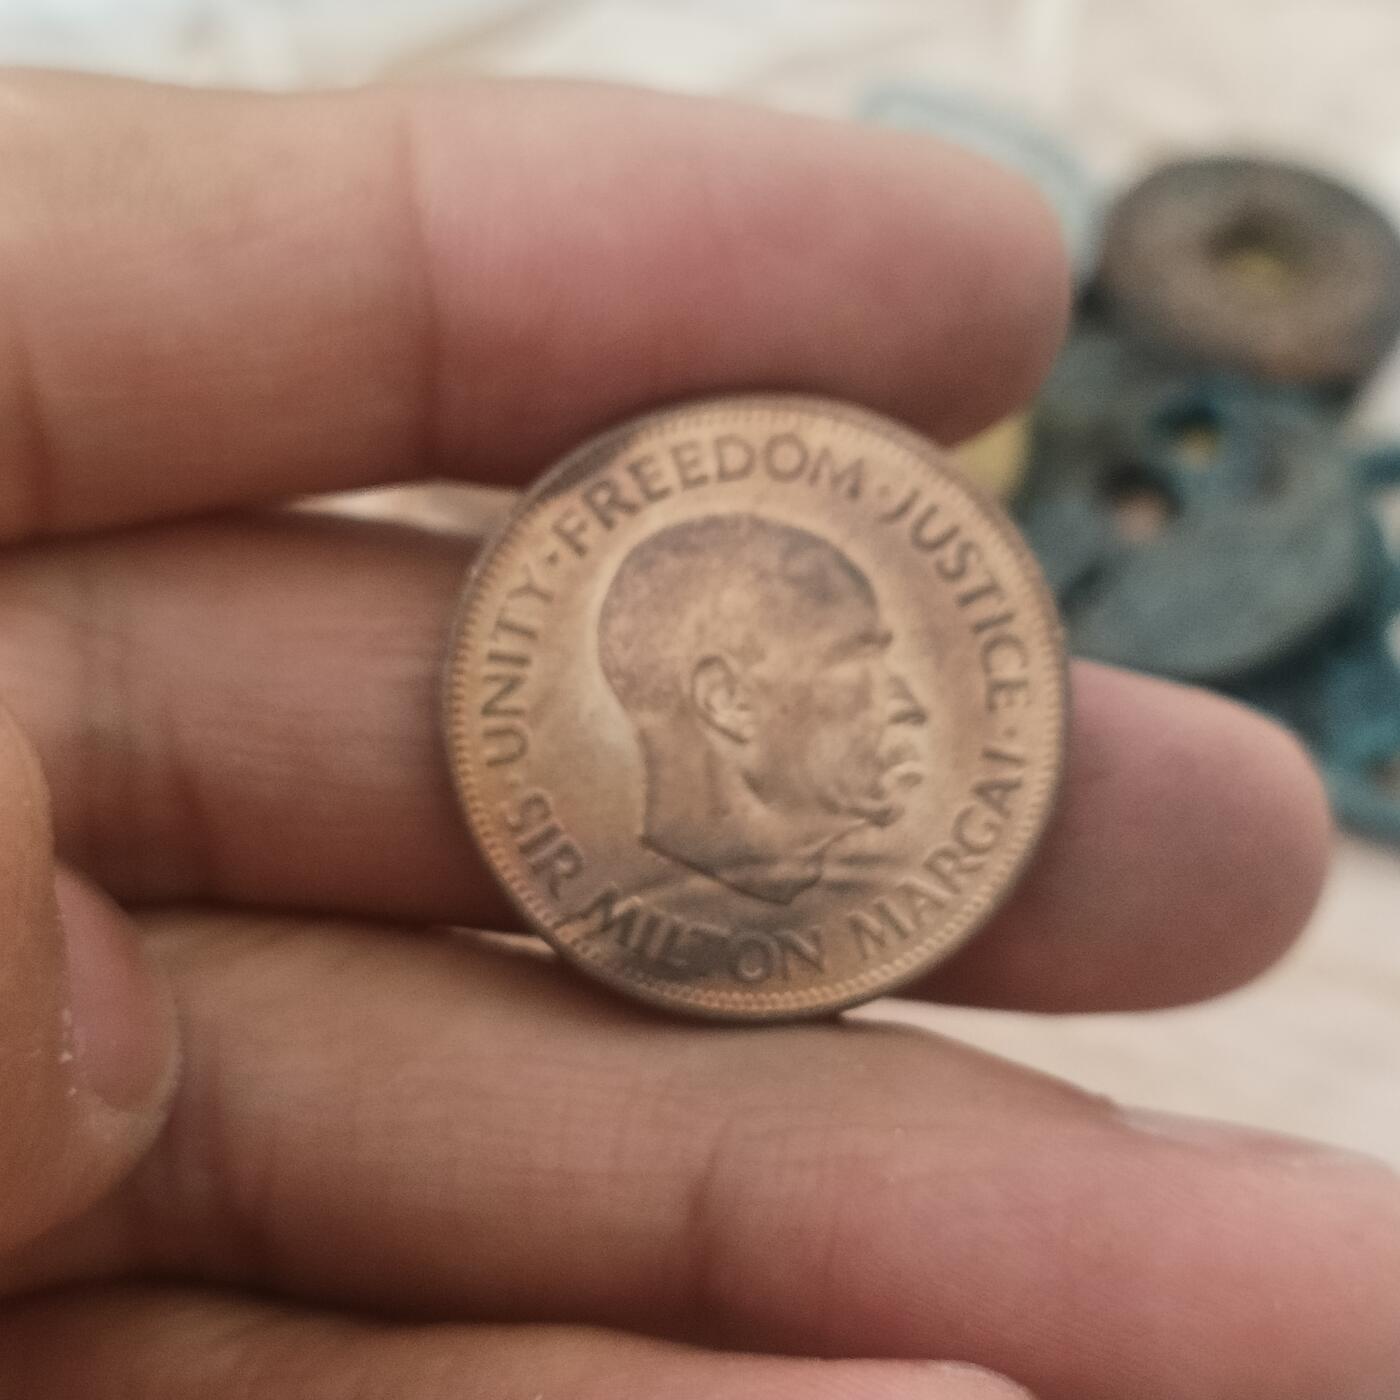 UNITY · FREEDOM · JUSTICE ·
SIR MILTON MARGAI